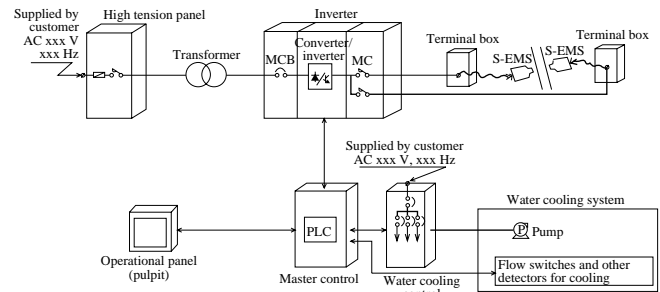 Supplied by
customer
AC xxx V
xxx Hz
High tension panel
Transformer
Inverter
MCB
Converter/
inverter
MC
Terminal box
S-EMS
S-EMS
Terminal box
Supplied by customer
AC xxx V, xxx Hz
Operational panel
(pulpit)
PLC
Master control
Water cooling
control
Water cooling system
P
Pump
Flow switches and other
detectors for cooling